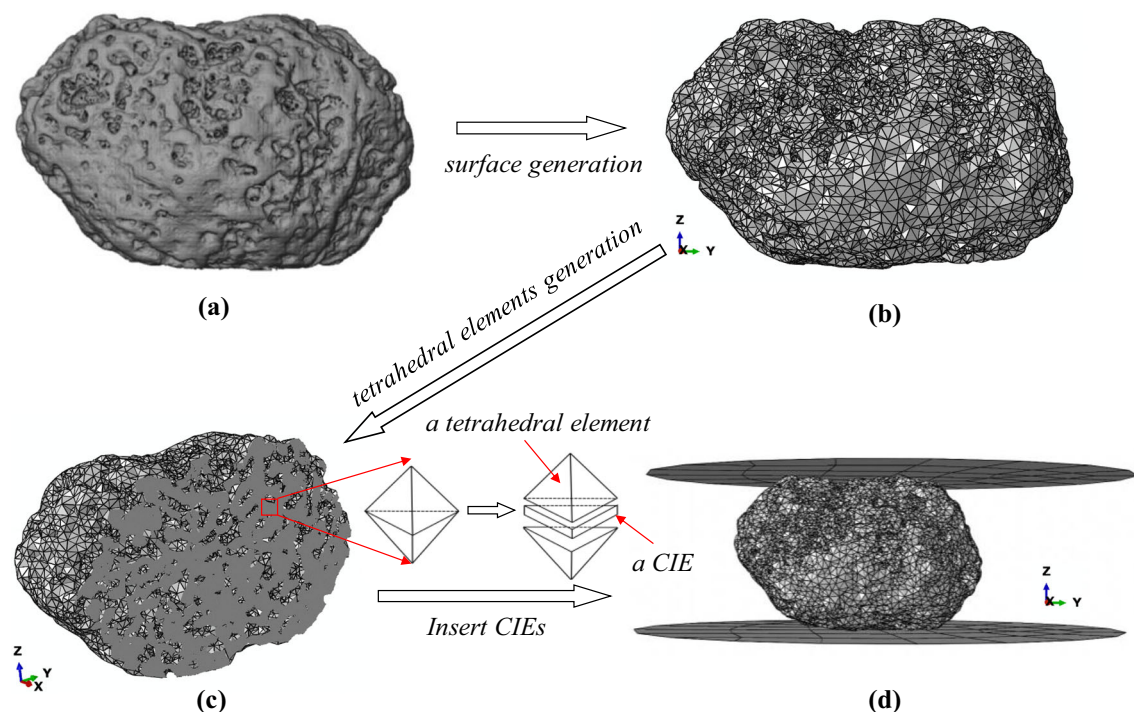 surface generation
Z
X Y
(a)
(b)
tetrahedral elements generation
a tetrahedral element
a CIE
Insert CIEs
Z
Y
X
Z
X Y
(c)
(d)